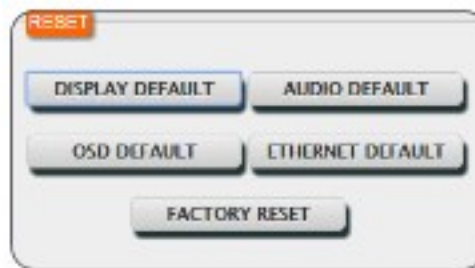 RESET
DISPLAY DEFAULT AUDIO DEFAULT
OSD DEFAULT ETHERNET DEFAULT
FACTORY RESET